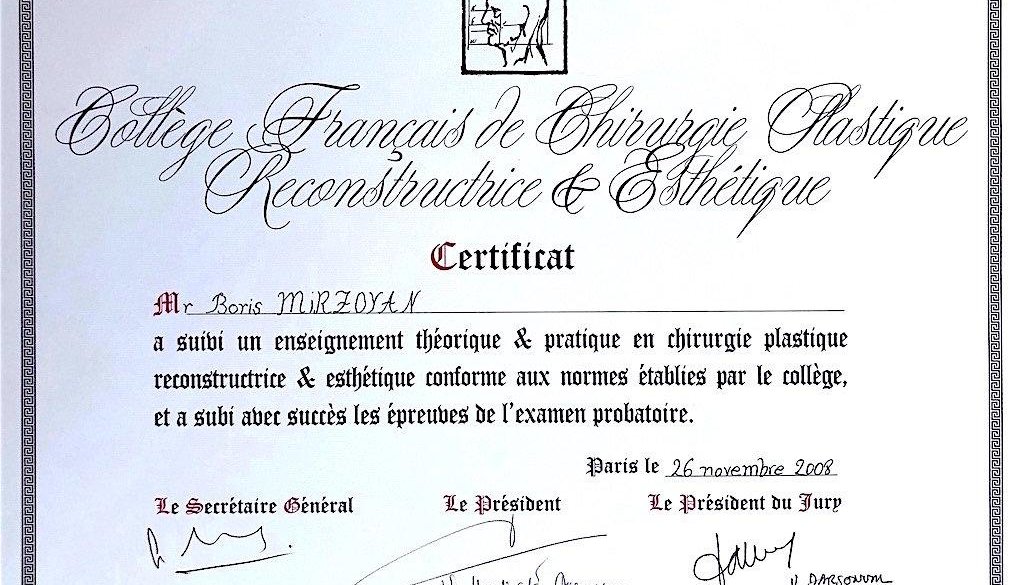 Collège Français de Chirurgie Plastique
Reconstructrice & Esthétique
Certificat
Mr Boris MiRZOYAN
a suivi un enseignement théorique & pratique en chirurgie plastique
reconstructrice & esthétique conforme aux normes établies par le collège,
et a subi avec succès les épreuves de l'examen probatoire.
Paris le 26 novembre 2008
Le Secrétaire Général Le Président Le Président du Jury